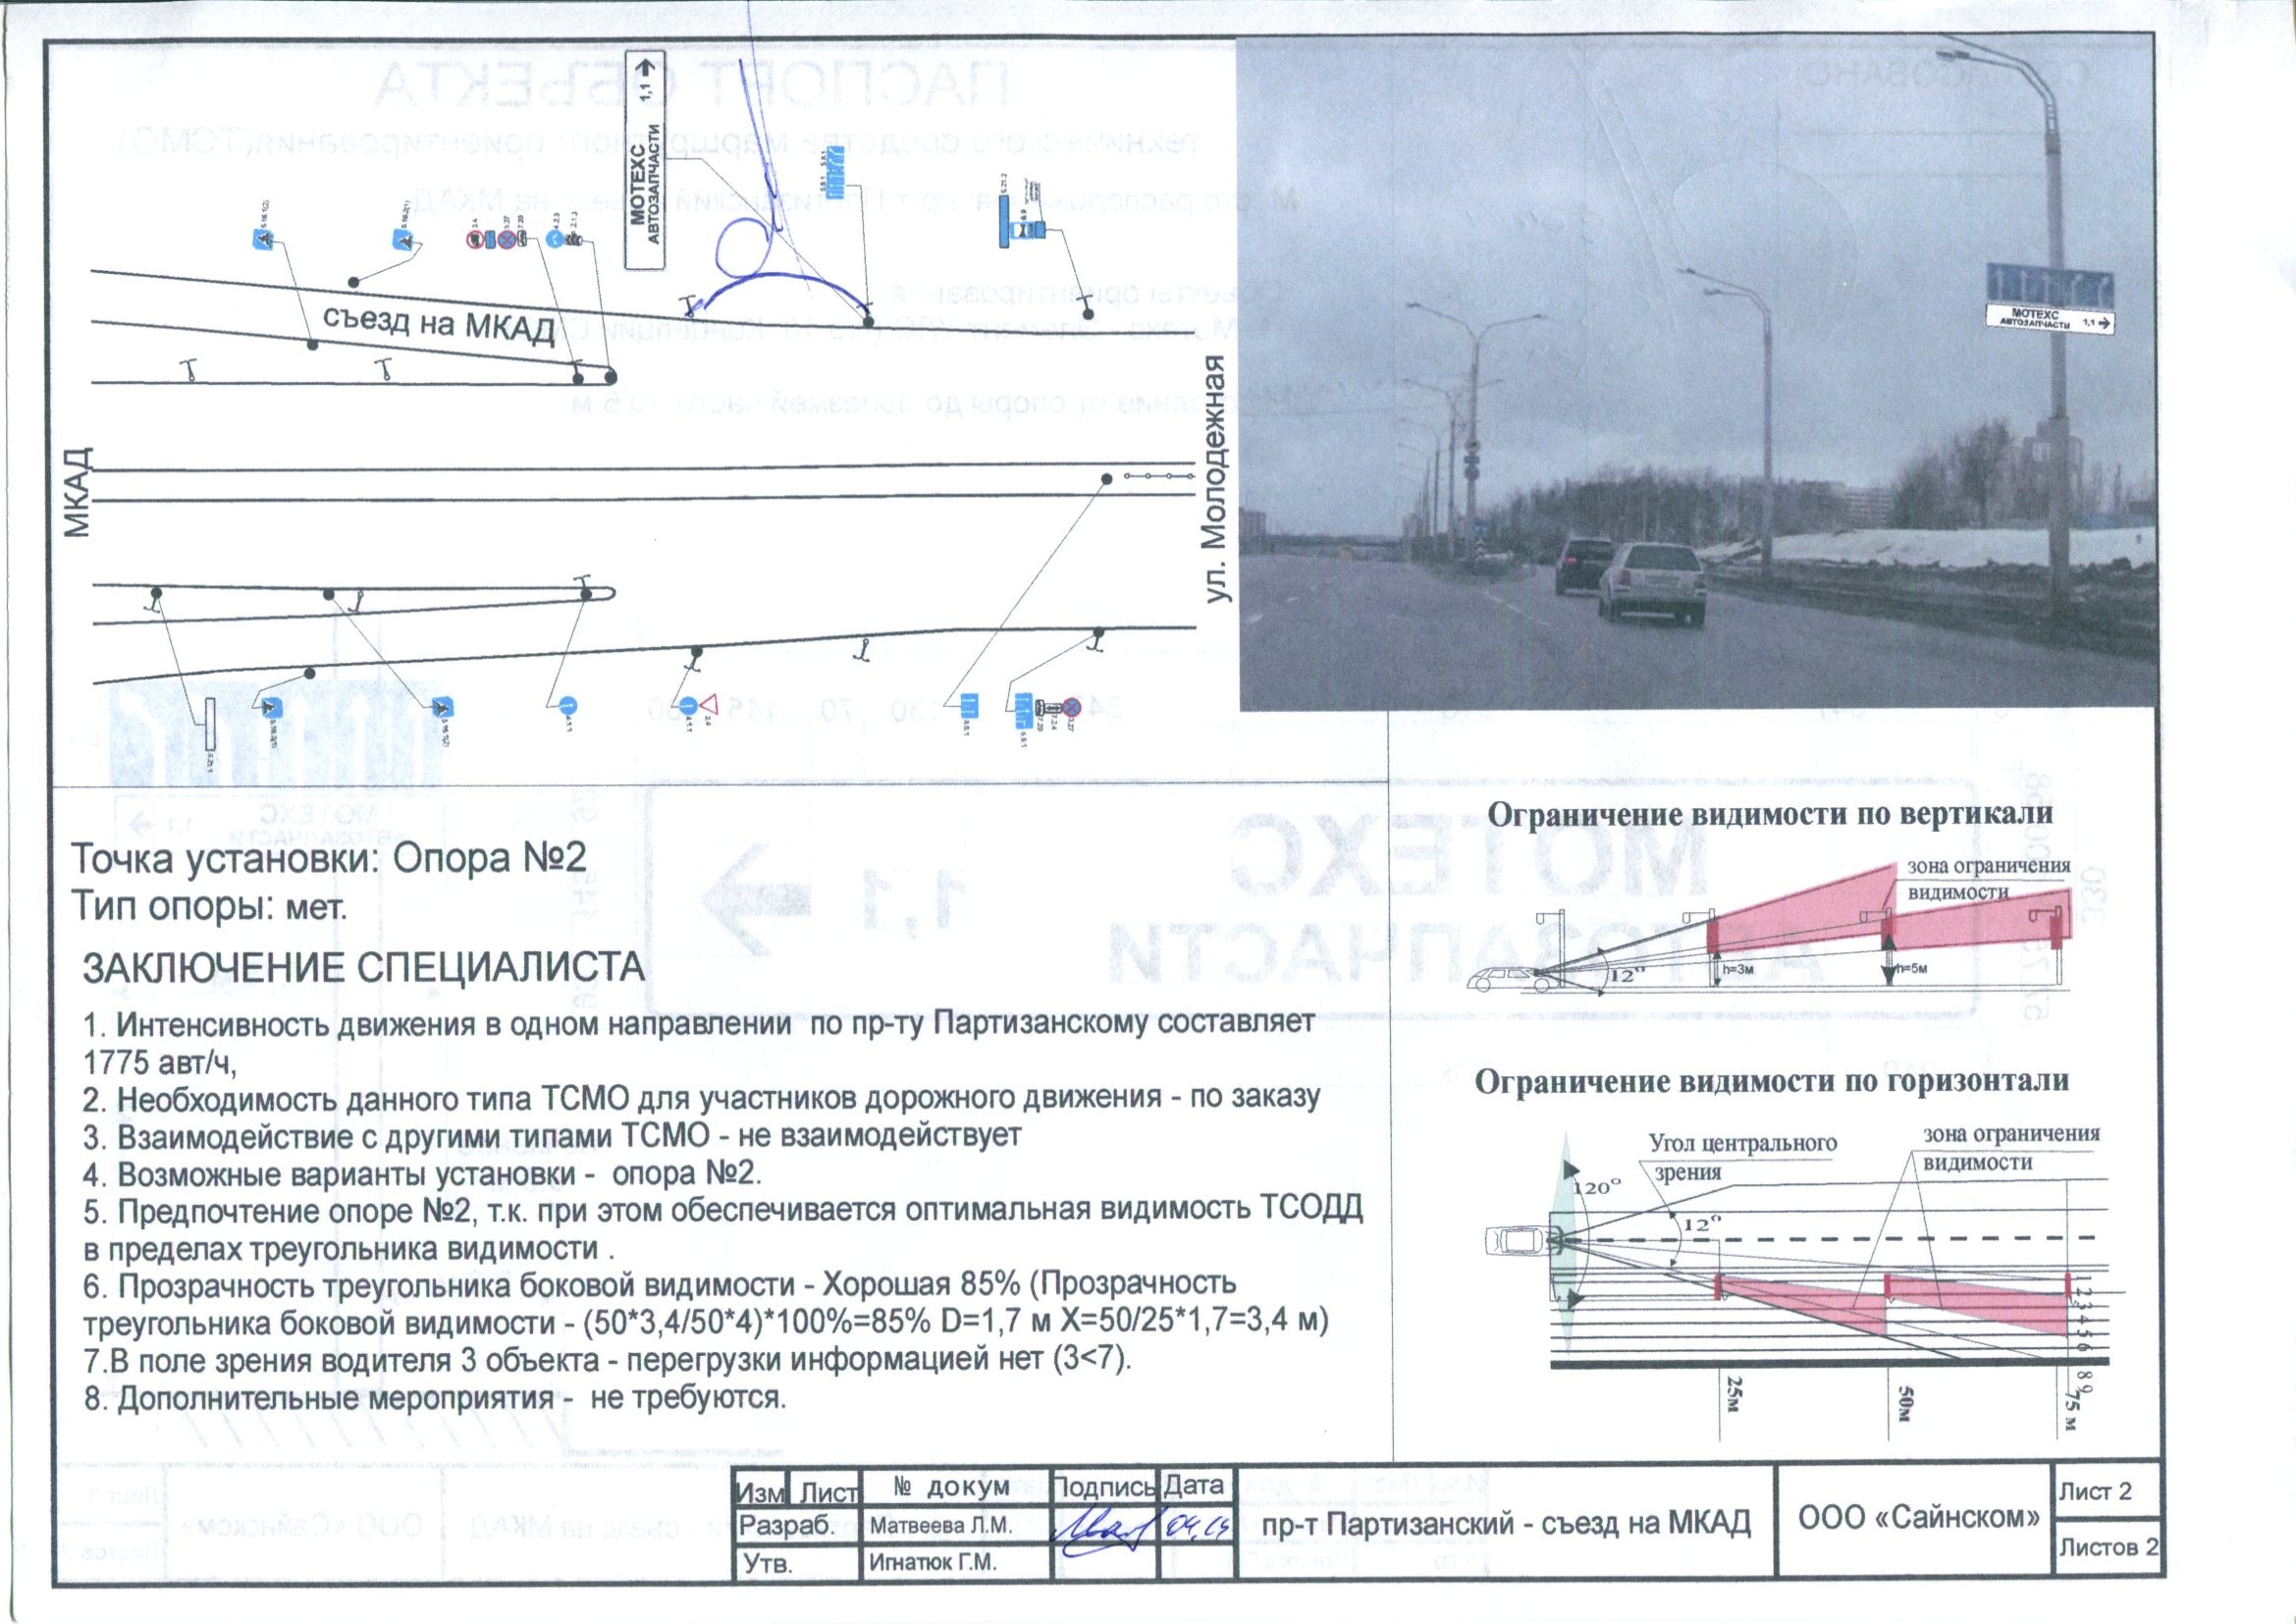 МОТЕХС
АВТОЗАПЧАСТИ
1,1
съезд на МКАД
МКАД
ул. Молодежная
МОТЕХС
АВТОЗАПЧАСТИ 1,1
Точка установки: Опора №2
Тип опоры: мет.
ЗАКЛЮЧЕНИЕ СПЕЦИАЛИСТА
1. Интенсивность движения в одном направлении по пр-ту Партизанскому составляет
1775 авт/ч,
2. Необходимость данного типа ТСМО для участников дорожного движения - по заказу
3. Взаимодействие с другими типами ТСМО - не взаимодействует
4. Возможные варианты установки - опора №2.
5. Предпочтение опоре №2, т.к. при этом обеспечивается оптимальная видимость ТСОДД
в пределах треугольника видимости .
6. Прозрачность треугольника боковой видимости - Хорошая 85% (Прозрачность
треугольника боковой видимости - (50*3,4/50*4)*100%=85% D=1,7 м X=50/25*1,7=3,4 м)
7.В поле зрения водителя 3 объекта - перегрузки информацией нет (3<7).
8. Дополнительные мероприятия - не требуются.
Ограничение видимости по вертикали
зона ограничения
видимости
12°
h=3м
h=5м
Ограничение видимости по горизонтали
Угол центрального
зрения
зона ограничения
видимости
120°
12°
1 2 3 4 5 6
8 9
25м
50м
75 м
Изм Лист № докум Подпись Дата
Разраб. Матвеева Л.М.
Утв. Игнатюк Г.М.
пр-т Партизанский - съезд на МКАД
ООО «Сайнском»
Лист 2
Листов 2